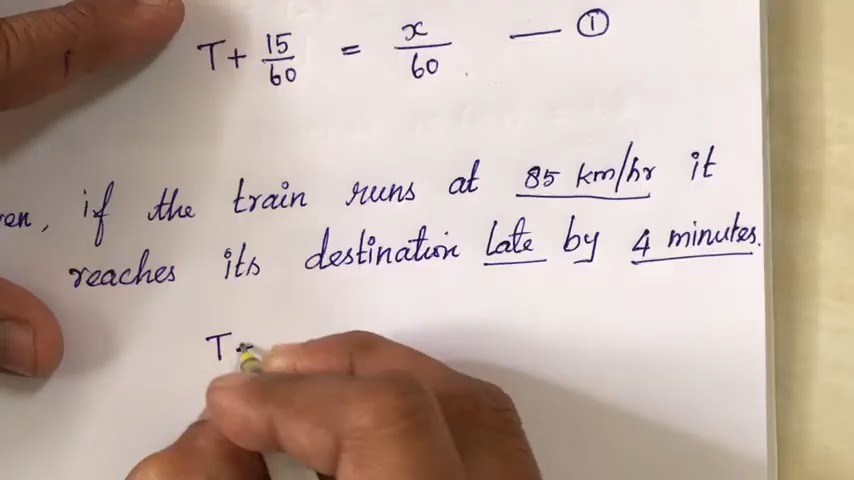 T + 15/60 = x/60 — ①
en, if the train runs at 85 km/hr it
reaches its destination late by 4 minutes.
T +